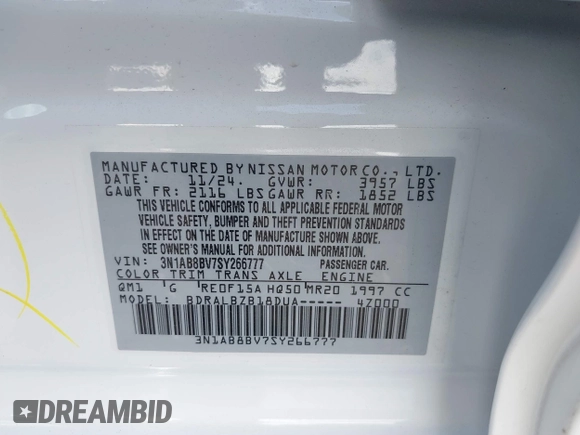 MANUFACTURED BY NISSAN MOTOR CO., LTD.
DATE: 11/24. GVWR: 3957 LBS
GAWR FR: 2116 LBS GAWR RR: 1852 LBS
THIS VEHICLE CONFORMS TO ALL APPLICABLE FEDERAL MOTOR
VEHICLE SAFETY, BUMPER AND THEFT PREVENTION STANDARDS
IN EFFECT ON THE DATE OF MANUFACTURE SHOWN ABOVE.
SEE OWNER'S MANUAL FOR ADDITIONAL INFORMATION.
VIN: 3N1AB8BV7SY266777 PASSENGER CAR
COLOR TRIM TRANS AXLE ENGINE
QM1 G RE0F15A HQ50 MR20 1997 CC
MODEL: BDRALBZB18DUA----- 4Z000
3N1AB8BV7SY266777
DREAMBID